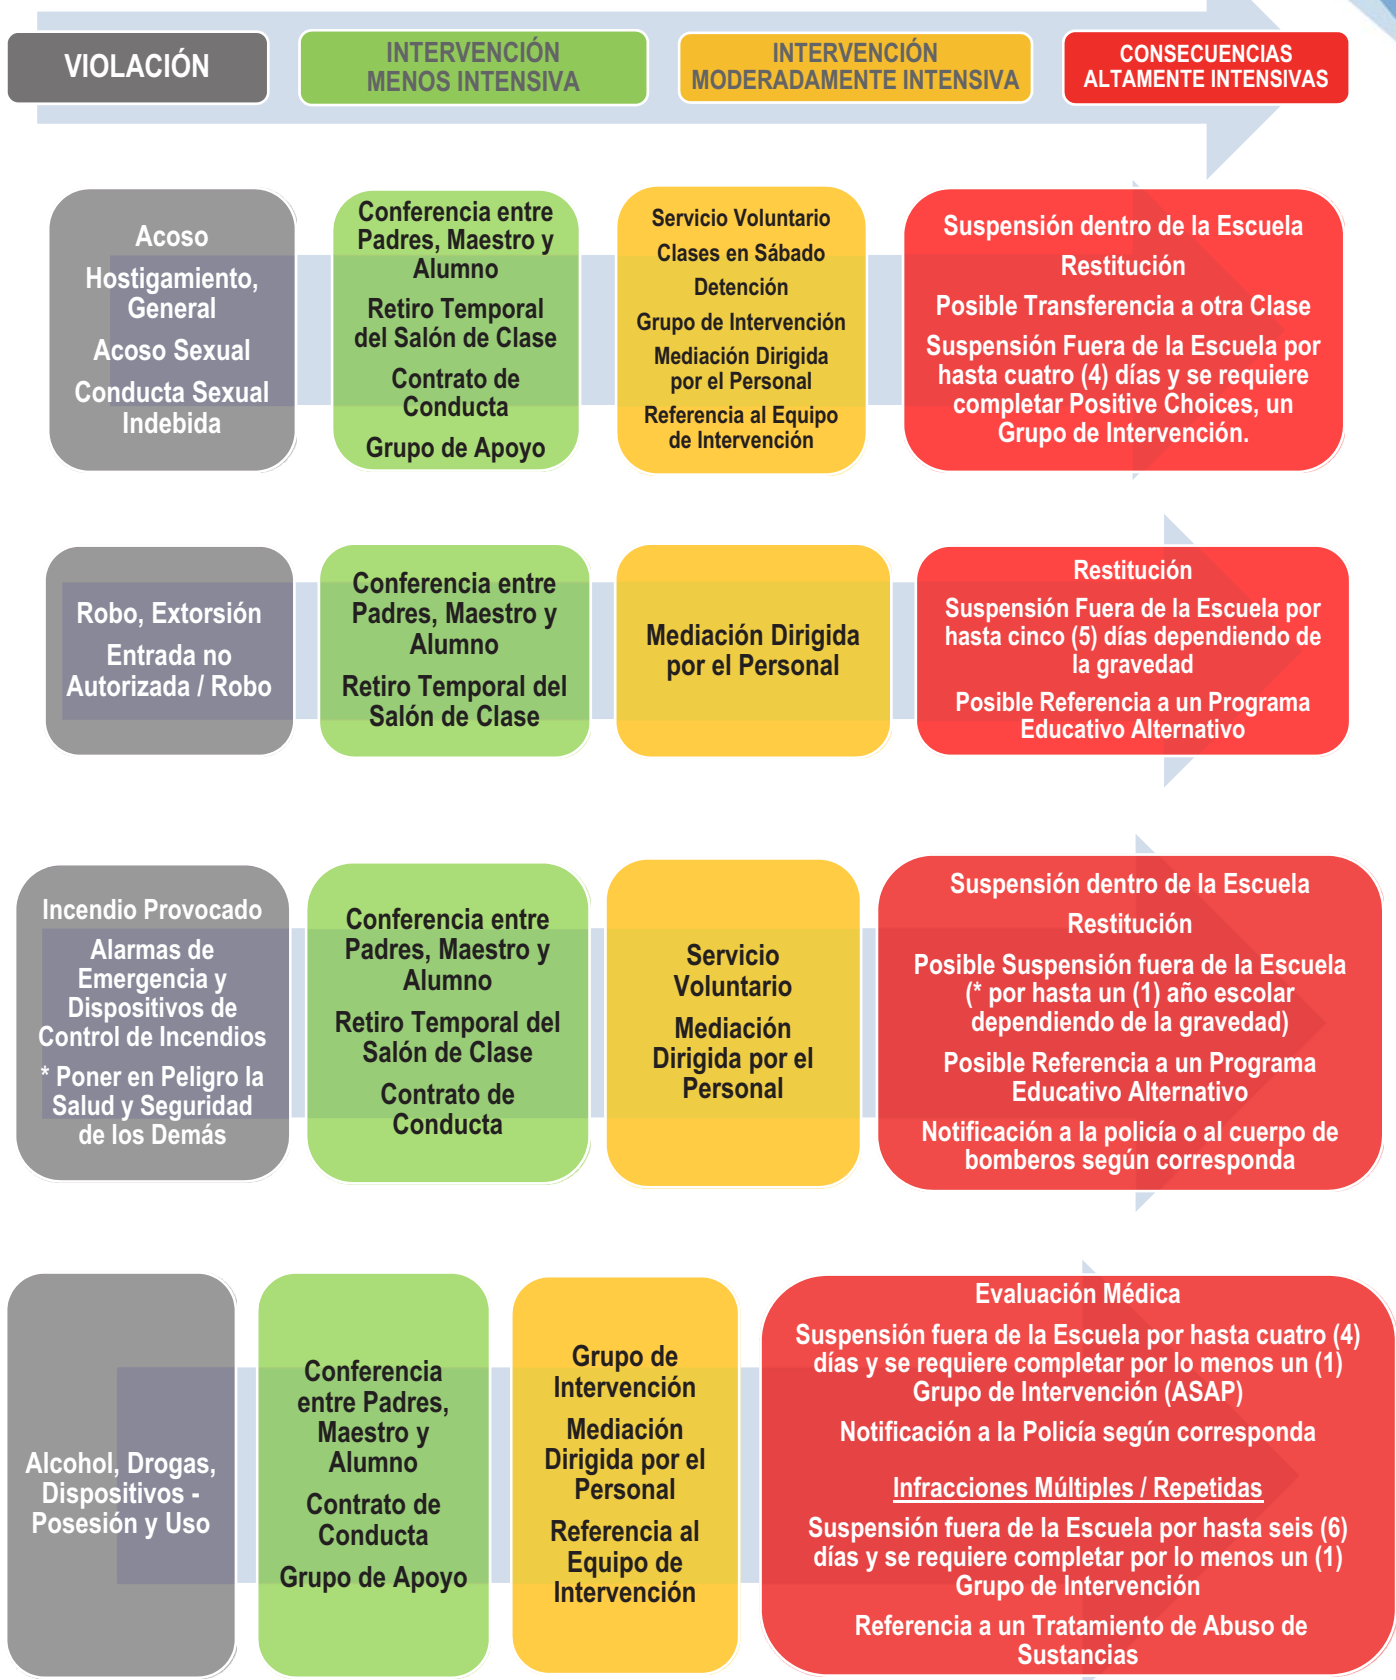 VIOLACIÓN
INTERVENCIÓN
MENOS INTENSIVA
INTERVENCIÓN
MODERADAMENTE INTENSIVA
CONSECUENCIAS
ALTAMENTE INTENSIVAS
Acoso
Hostigamiento,
General
Acoso Sexual
Conducta Sexual
Indebida
Conferencia entre
Padres, Maestro y
Alumno
Retiro Temporal
del Salón de Clase
Contrato de
Conducta
Grupo de Apoyo
Servicio Voluntario
Clases en Sábado
Detención
Grupo de Intervención
Mediación Dirigida
por el Personal
Referencia al Equipo
de Intervención
Suspensión dentro de la Escuela
Restitución
Posible Transferencia a otra Clase
Suspensión Fuera de la Escuela por
hasta cuatro (4) días y se requiere
completar Positive Choices, un
Grupo de Intervención.
Robo, Extorsión
Entrada no
Autorizada / Robo
Conferencia entre
Padres, Maestro y
Alumno
Retiro Temporal del
Salón de Clase
Mediación Dirigida
por el Personal
Restitución
Suspensión Fuera de la Escuela por
hasta cinco (5) días dependiendo de
la gravedad
Posible Referencia a un Programa
Educativo Alternativo
Incendio Provocado
Alarmas de
Emergencia y
Dispositivos de
Control de Incendios
* Poner en Peligro la
Salud y Seguridad
de los Demás
Conferencia entre
Padres, Maestro y
Alumno
Retiro Temporal del
Salón de Clase
Contrato de
Conducta
Servicio
Voluntario
Mediación
Dirigida por el
Personal
Suspensión dentro de la Escuela
Restitución
Posible Suspensión fuera de la Escuela
(* por hasta un (1) año escolar
dependiendo de la gravedad)
Posible Referencia a un Programa
Educativo Alternativo
Notificación a la policía o al cuerpo de
bomberos según corresponda
Alcohol, Drogas,
Dispositivos -
Posesión y Uso
Conferencia
entre Padres,
Maestro y
Alumno
Contrato de
Conducta
Grupo de Apoyo
Grupo de
Intervención
Mediación
Dirigida por el
Personal
Referencia al
Equipo de
Intervención
Evaluación Médica
Suspensión fuera de la Escuela por hasta cuatro (4)
días y se requiere completar por lo menos un (1)
Grupo de Intervención (ASAP)
Notificación a la Policía según corresponda
Infracciones Múltiples / Repetidas
Suspensión fuera de la Escuela por hasta seis (6)
días y se requiere completar por lo menos un (1)
Grupo de Intervención
Referencia a un Tratamiento de Abuso de
Sustancias